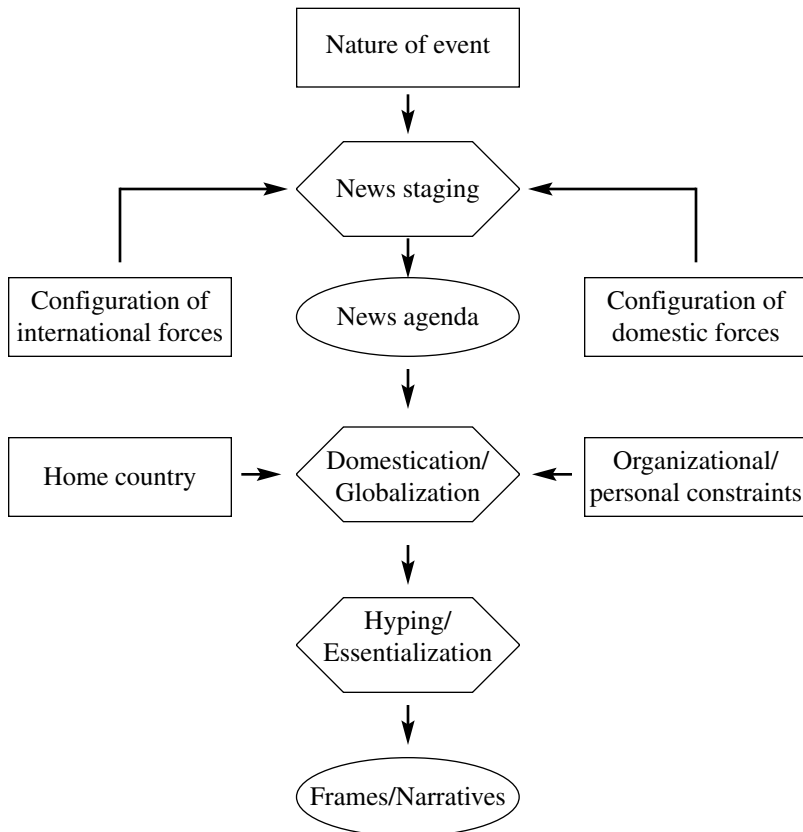 Nature of event
News staging
Configuration of
international forces
News agenda
Configuration of
domestic forces
Home country
Domestication/
Globalization
Organizational/
personal constraints
Hyping/
Essentialization
Frames/Narratives